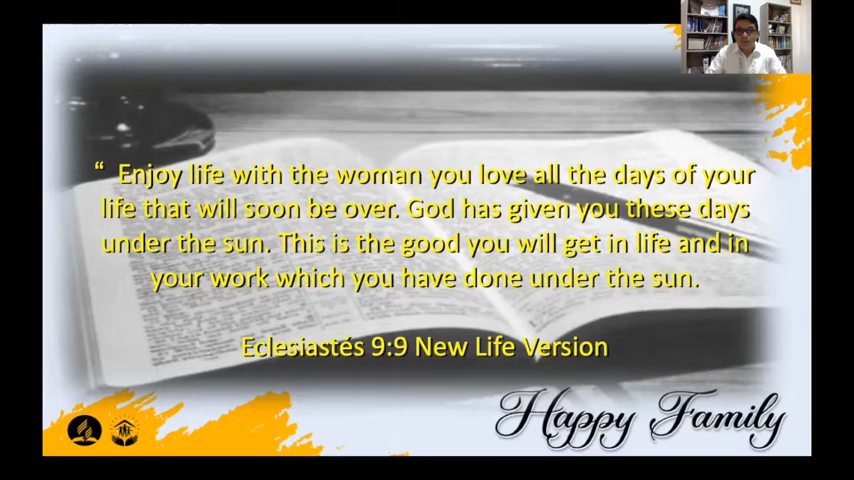 “ Enjoy life with the woman you love all the days of your
life that will soon be over. God has given you these days
under the sun. This is the good you will get in life and in
your work which you have done under the sun.
Eclesiastés 9:9 New Life Version
Happy Family